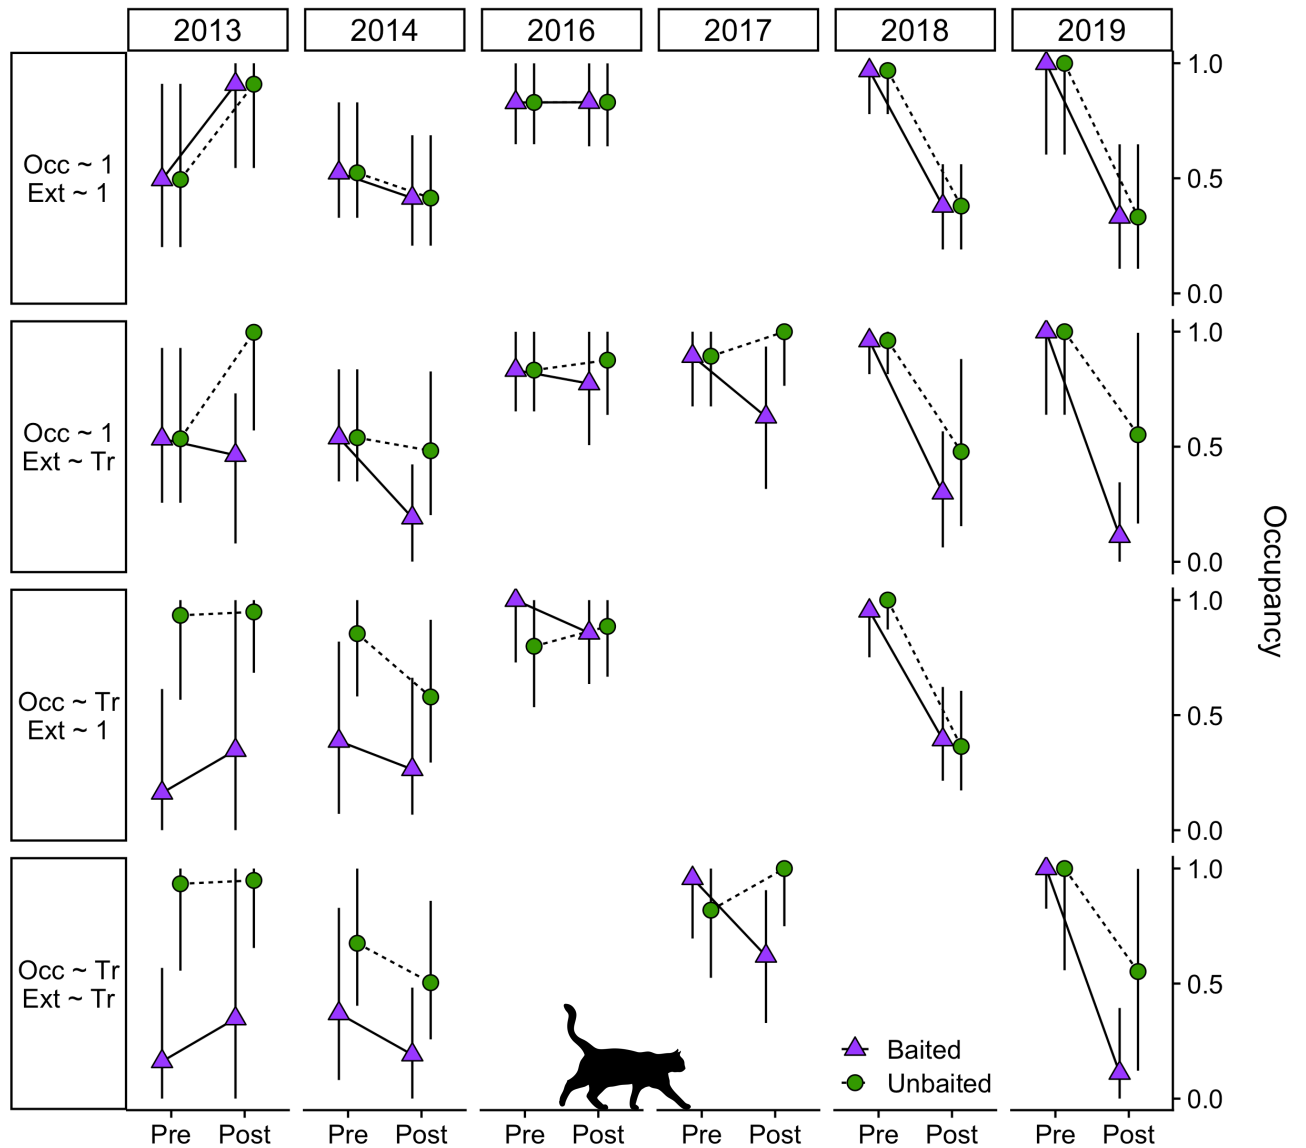 2013 2014 2016 2017 2018 2019
Occ ~ 1
Ext ~ 1
1.0
0.5
0.0
Occ ~ 1
Ext ~ Tr
1.0
0.5
0.0
Occ ~ Tr
Ext ~ 1
1.0
0.5
0.0
Occ ~ Tr
Ext ~ Tr
1.0
0.5
0.0
Occupancy
Baited
Unbaited
Pre Post Pre Post Pre Post Pre Post Pre Post Pre Post